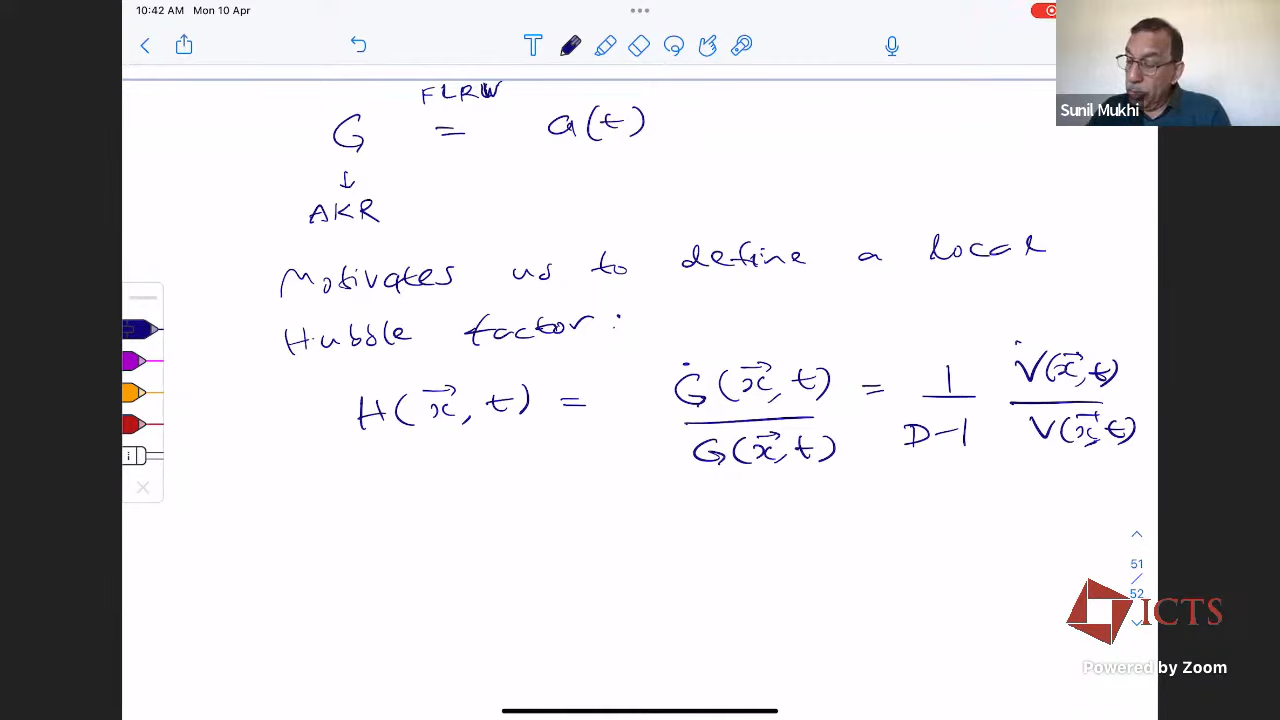 10:42 AM Mon 10 Apr
Sunil Mukhi
FLRW
G = a(t)
↓
AKR
Motivates us to define a local
Hubble factor :
H(x⃗, t) = Ġ(x⃗, t) / G(x⃗, t) = 1 / D-1 V̇(x⃗, t) / V(x⃗, t)
51
/
52
ICTS
Powered by Zoom